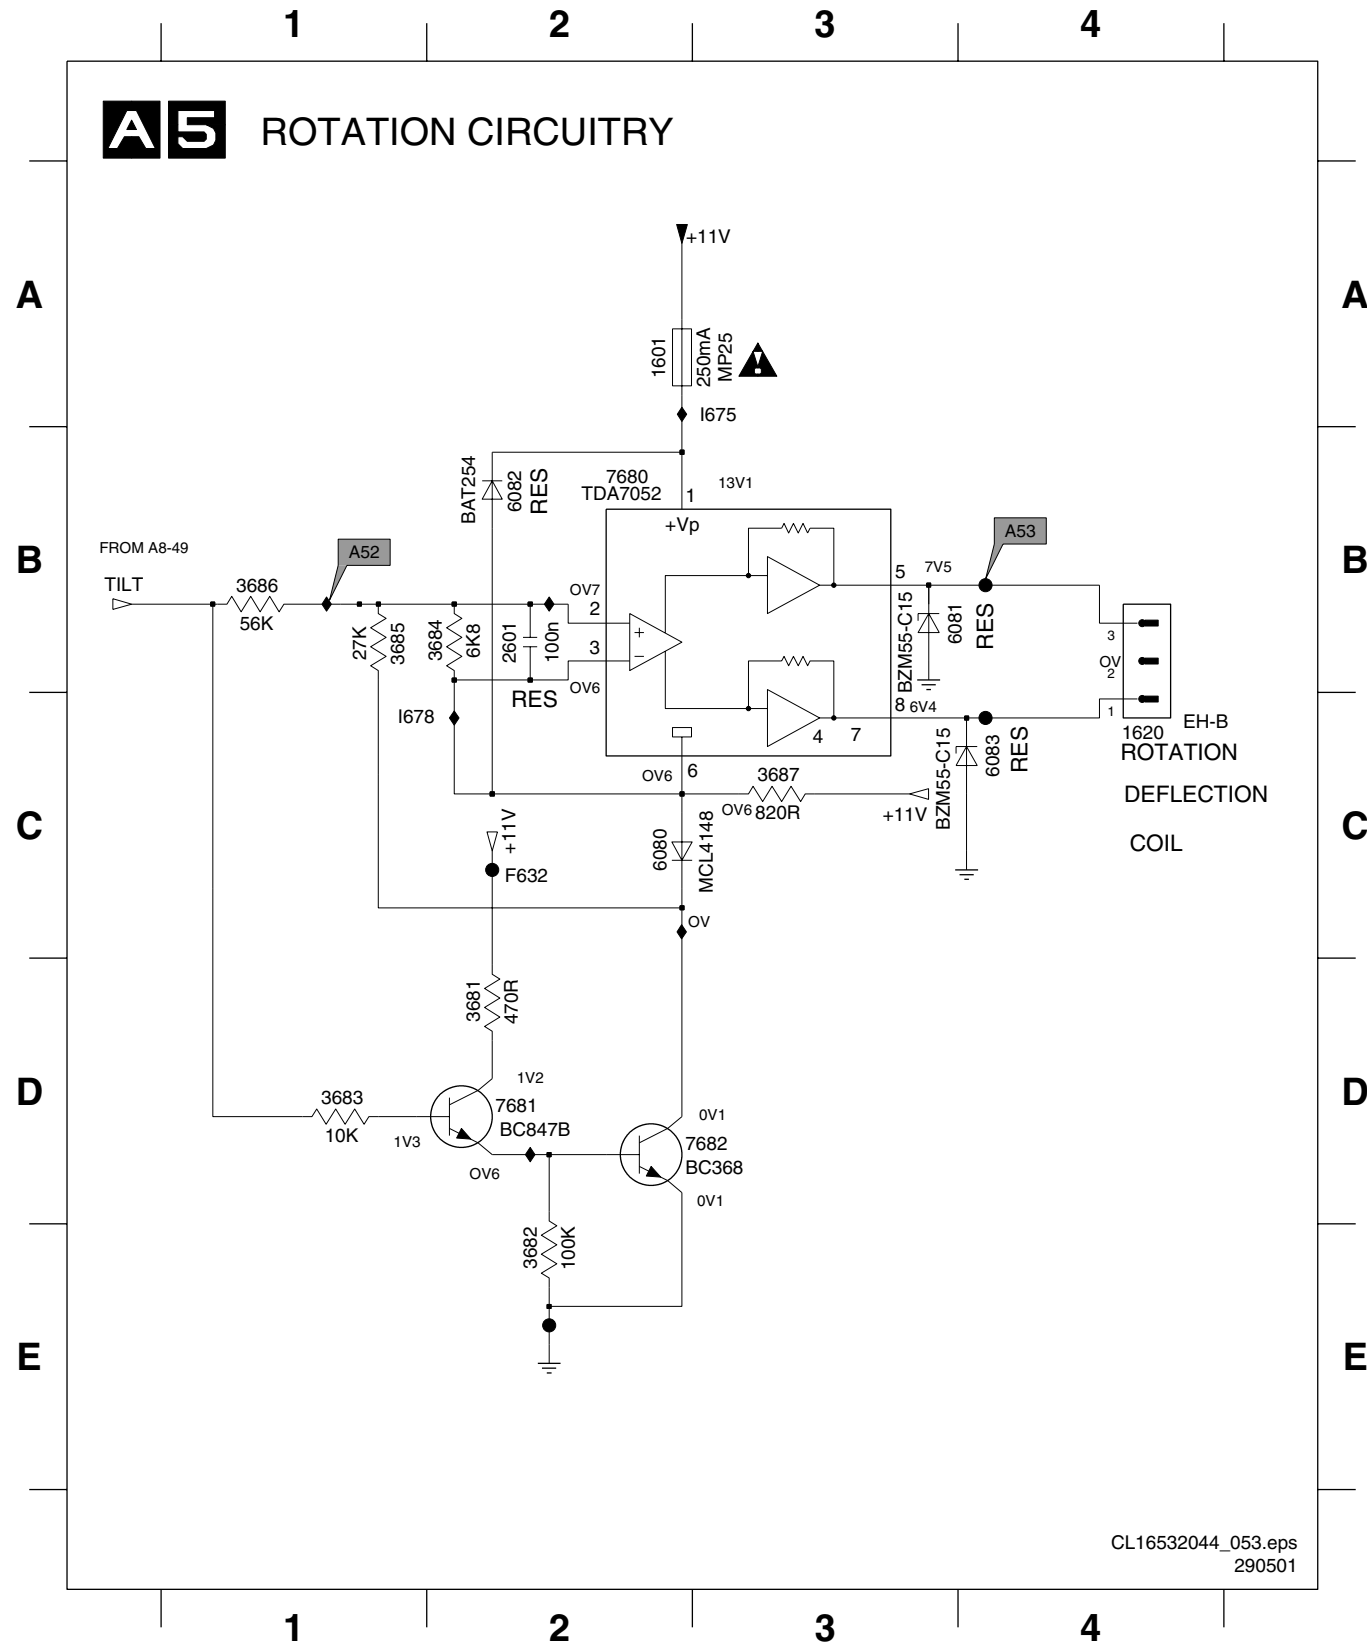 1 2 3 4
A5 ROTATION CIRCUITRY
+11V
A A
1601
250mA
MP25
I675
BAT254
6082
RES
7680
TDA7052
1
13V1
+Vp
B B
FROM A8-49
TILT
3686
56K
A52
27K
3685
3684
6K8
2601
100n
RES
OV7
2
3
OV6
+
−
5
7V5
A53
BZM55-C15
6081
RES
3
OV
2
1
I678
8 6V4
4 7
1620
EH-B
ROTATION
DEFLECTION
COIL
OV6
6
3687
OV6 820R
+11V
BZM55-C15
6083
RES
C C
+11V
F632
6080
MCL4148
OV
3681
470R
D D
3683
10K
1V3
1V2
7681
BC847B
OV6
0V1
7682
BC368
0V1
3682
100K
E E
CL16532044_053.eps
290501
1 2 3 4